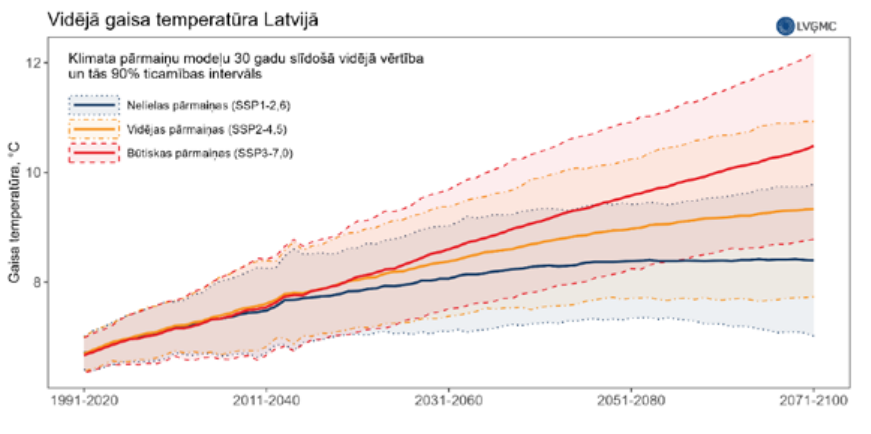 Vidējā gaisa temperatūra Latvijā
LVĢMC
Klimata pārmaiņu modeļu 30 gadu slīdošā vidējā vērtība
un tās 90% ticamības intervāls
Nelielas pārmaiņas (SSP1-2,6)
Vidējas pārmaiņas (SSP2-4,5)
Būtiskas pārmaiņas (SSP3-7,0)
Gaisa temperatūra, °C
12
10
8
1991-2020
2011-2040
2031-2060
2051-2080
2071-2100